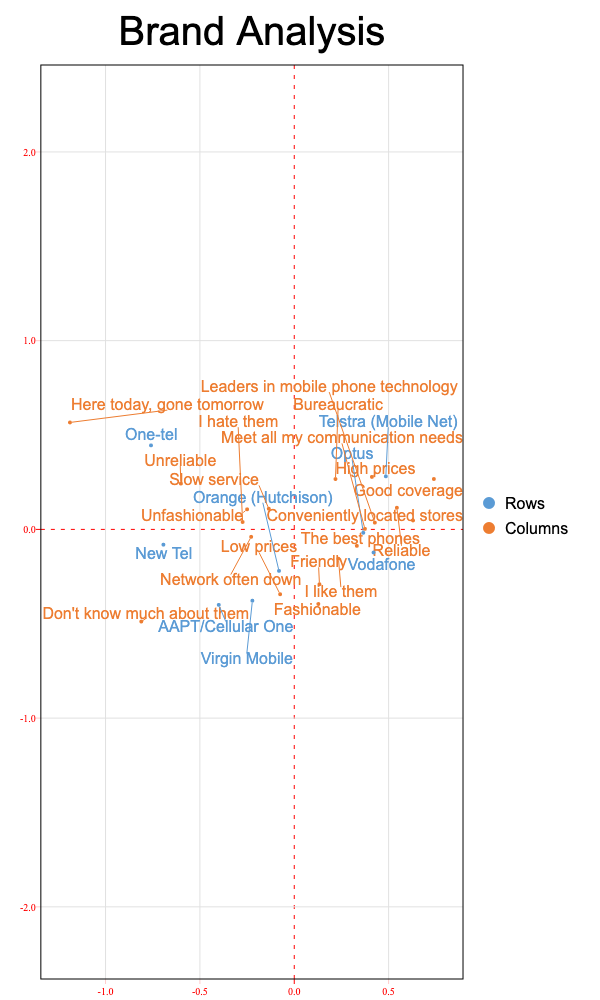 Brand Analysis
2.0
1.0
0.0
-1.0
-2.0
Leaders in mobile phone technology
Here today, gone tomorrow
Bureaucratic
I hate them
Telstra (Mobile Net)
One-tel
Meet all my communication needs
Optus
Unreliable
High prices
Slow service
Good coverage
Orange (Hutchison)
Rows
Unfashionable
Conveniently located stores
Columns
The best phones
Low prices
New Tel
Reliable
Friendly
Vodafone
Network often down
I like them
Don't know much about them
Fashionable
AAPT/Cellular One
Virgin Mobile
-1.0
-0.5
0.0
0.5